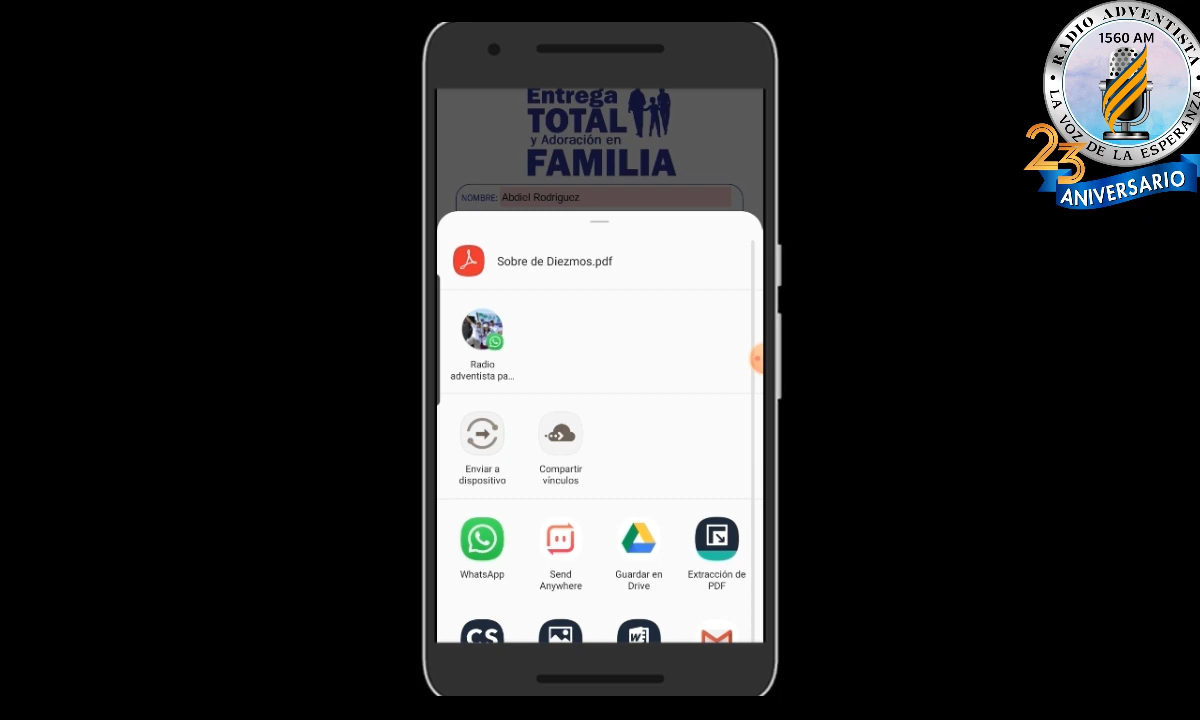 Entrega
TOTAL
y Adoración en
FAMILIA
NOMBRE: Abdiel Rodriguez
Sobre de Diezmos.pdf
Radio
adventista pa...
Enviar a
dispositivo
Compartir
vínculos
WhatsApp
Send
Anywhere
Guardar en
Drive
Extracción de
PDF
CS
W
RADIO ADVENTISTA
1560 AM
LA VOZ DE LA ESPERANZA
23
ANIVERSARIO